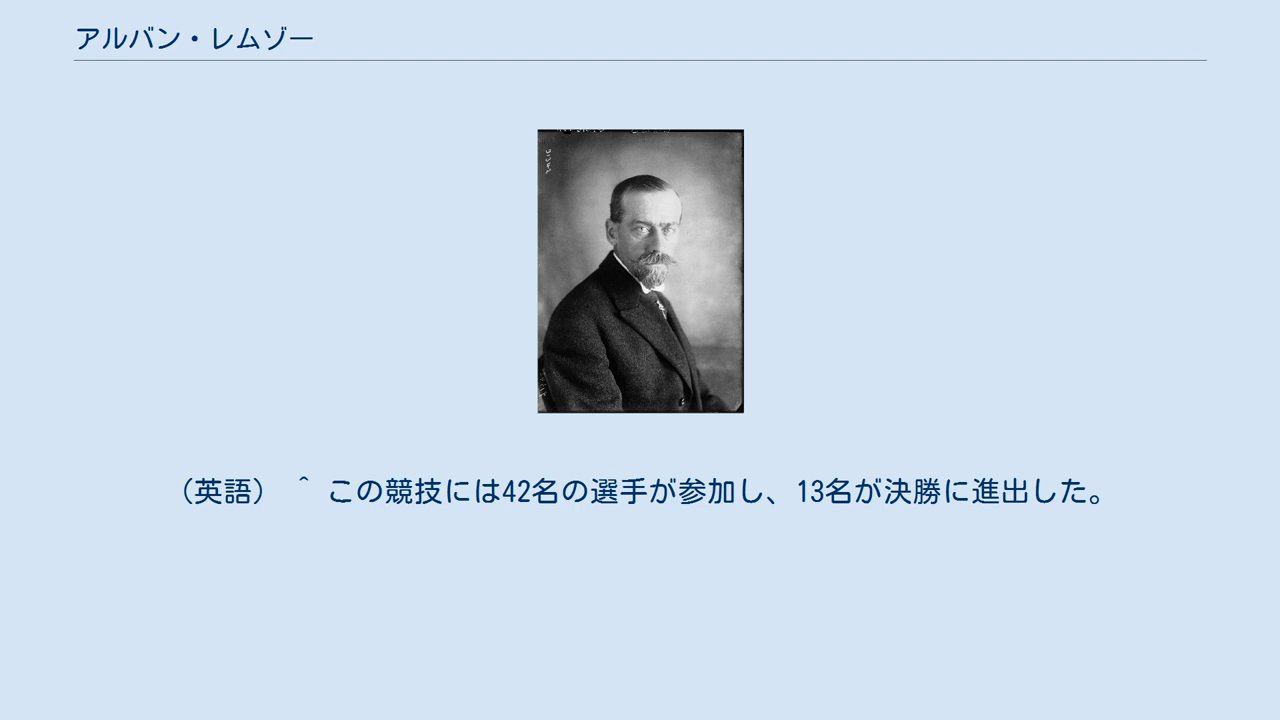 アルバン・レムゾー
（英語） ^ この競技には42名の選手が参加し、13名が決勝に進出した。